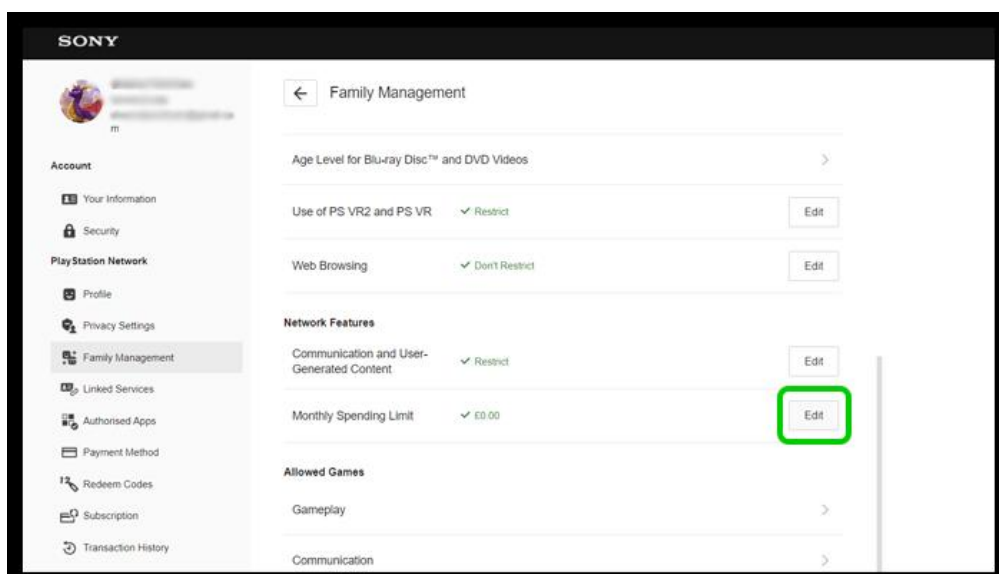 SONY
m
Account
Your Information
Security
PlayStation Network
Profile
Privacy Settings
Family Management
Linked Services
Authorised Apps
Payment Method
Redeem Codes
Subscription
Transaction History
Family Management
Age Level for Blu-ray Disc™ and DVD Videos
Use of PS VR2 and PS VR Restrict Edit
Web Browsing Don't Restrict Edit
Network Features
Communication and User-
Generated Content Restrict Edit
Monthly Spending Limit £0.00 Edit
Allowed Games
Gameplay
Communication